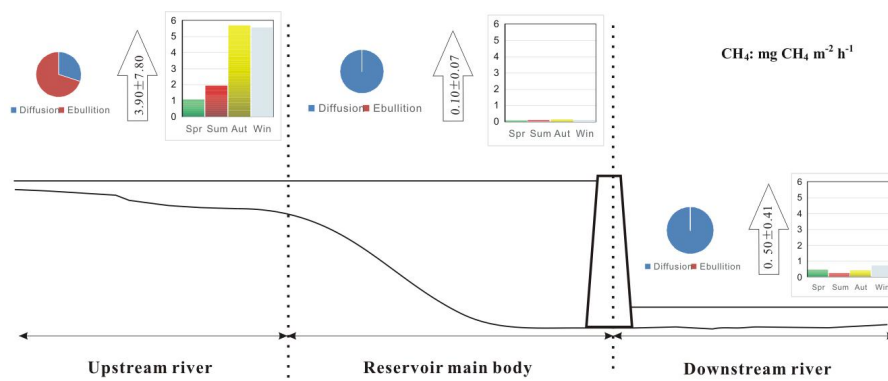 6
5
4
3
2
1
0
Spr Sum Aut Win
3.90±7.80
Diffusion Ebullition
6
5
4
3
2
1
0
Spr Sum Aut Win
0.10±0.07
Diffusion Ebullition
CH₄: mg CH₄ m⁻² h⁻¹
6
5
4
3
2
1
0
Spr Sum Aut Win
0. 50±0.41
Diffusion Ebullition
Upstream river
Reservoir main body
Downstream river